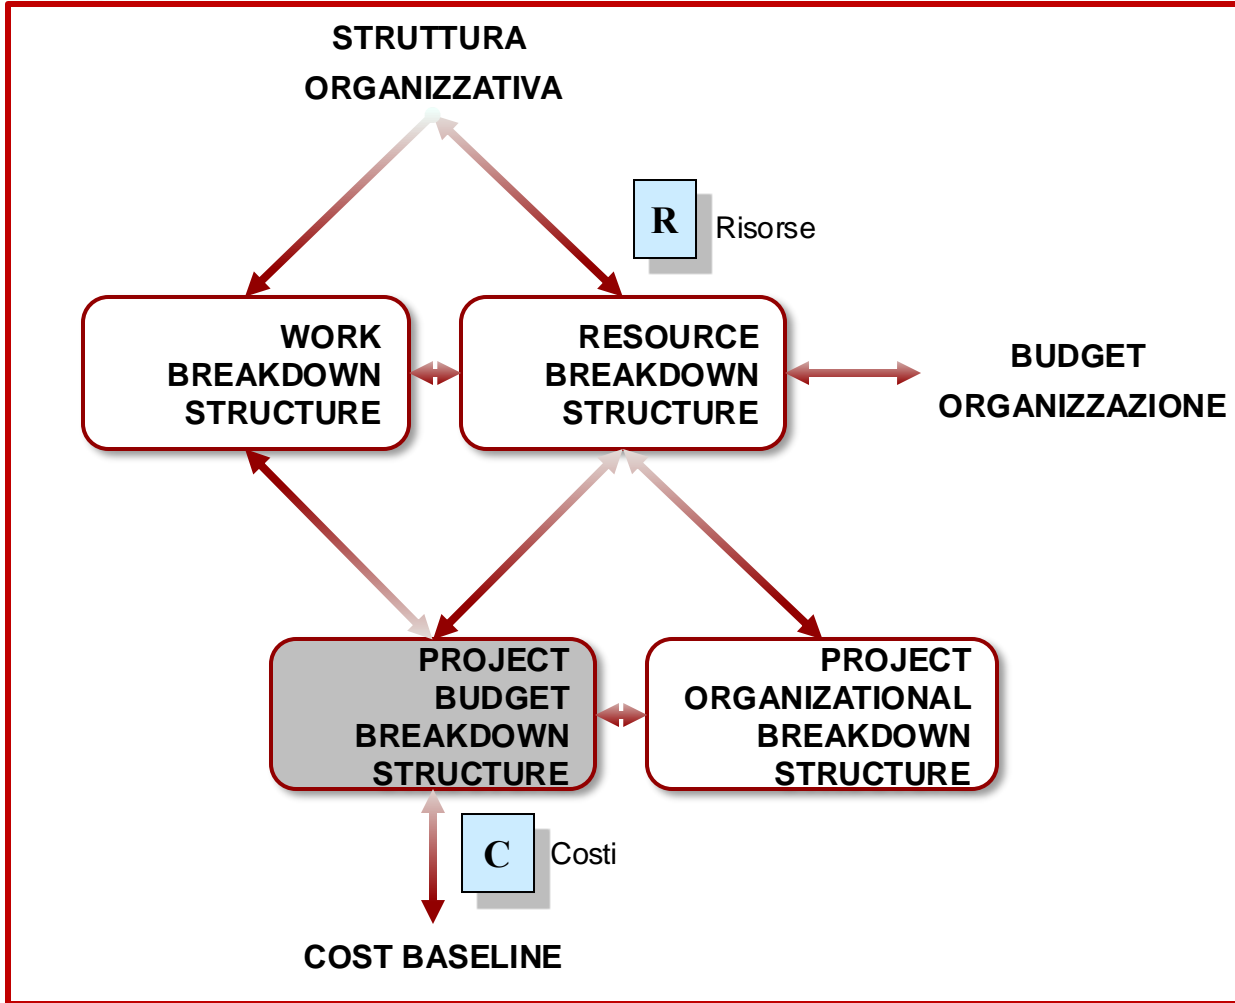 STRUTTURA
ORGANIZZATIVA
R
Risorse
WORK
BREAKDOWN
STRUCTURE
RESOURCE
BREAKDOWN
STRUCTURE
BUDGET
ORGANIZZAZIONE
PROJECT
BUDGET
BREAKDOWN
STRUCTURE
PROJECT
ORGANIZATIONAL
BREAKDOWN
STRUCTURE
C
Costi
COST BASELINE